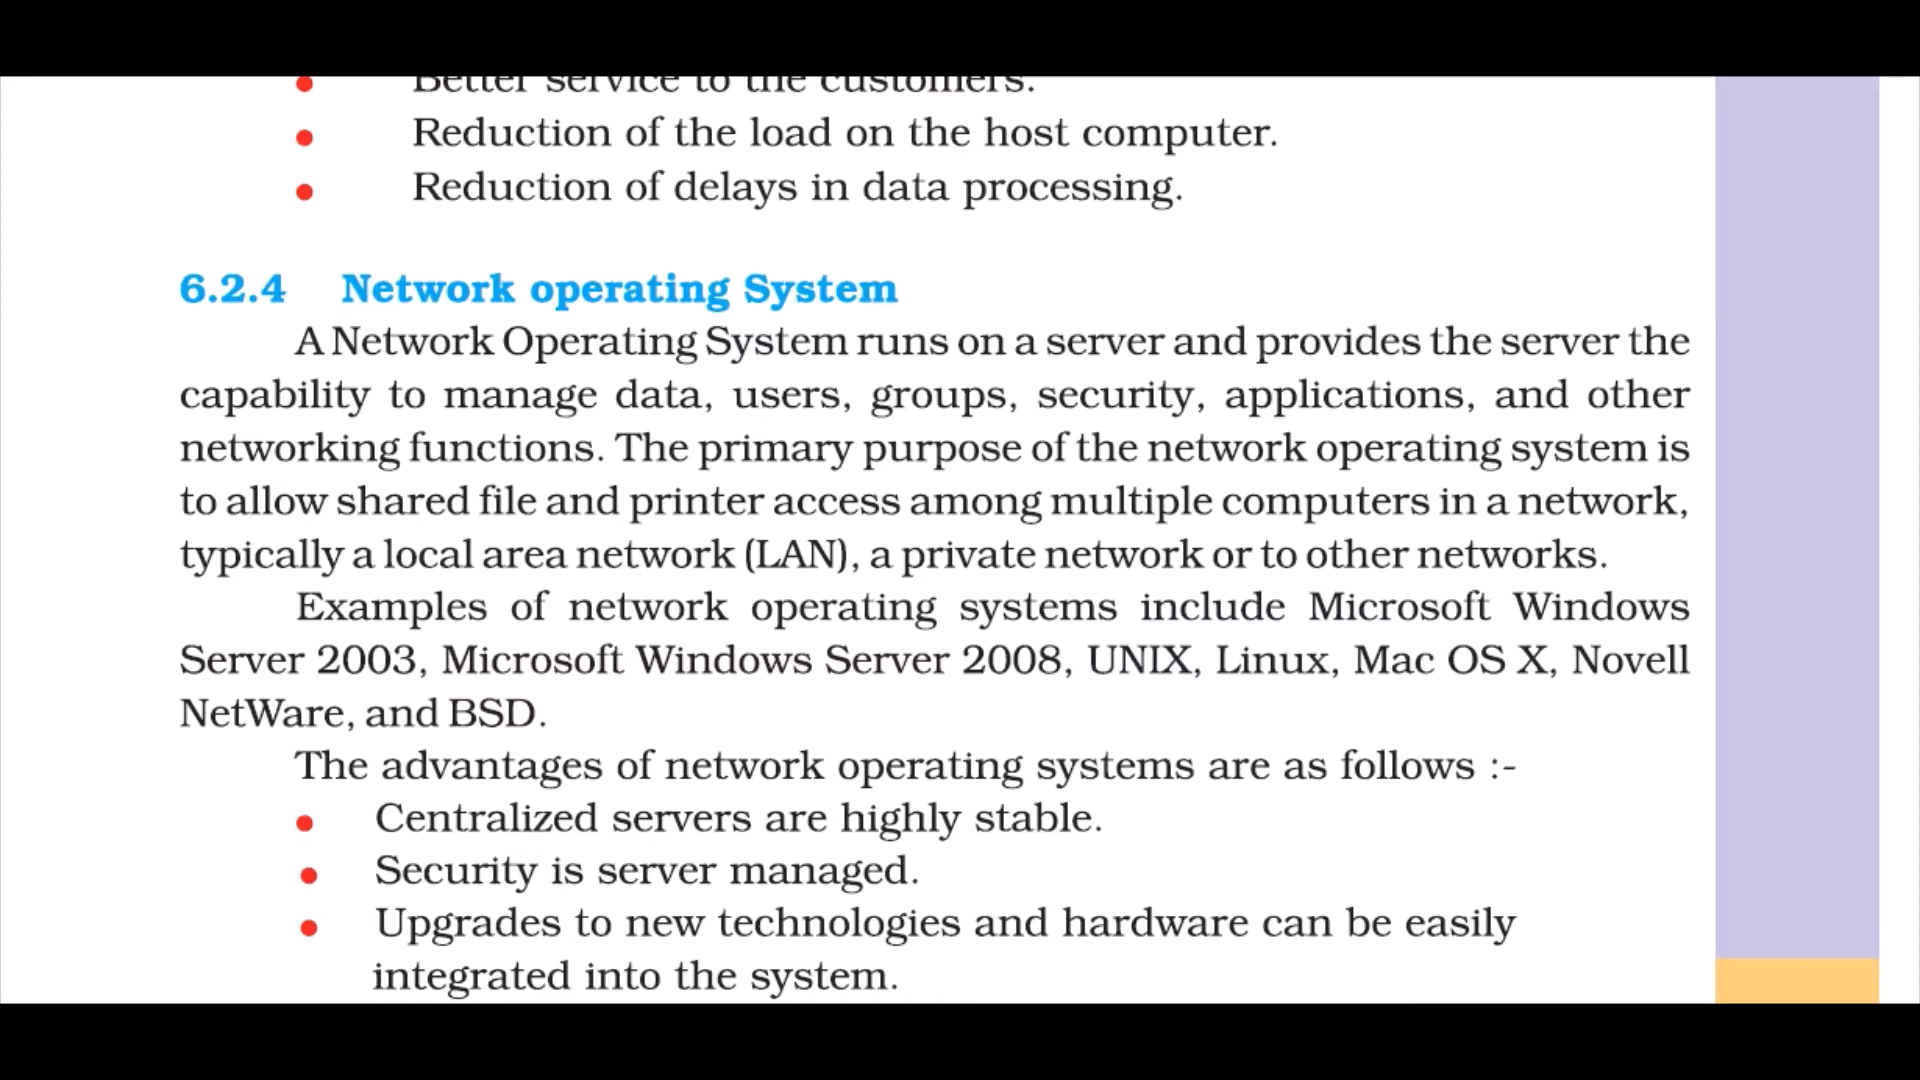 Better service to the customers.
Reduction of the load on the host computer.
Reduction of delays in data processing.
6.2.4 Network operating System
A Network Operating System runs on a server and provides the server the
capability to manage data, users, groups, security, applications, and other
networking functions. The primary purpose of the network operating system is
to allow shared file and printer access among multiple computers in a network,
typically a local area network (LAN), a private network or to other networks.
Examples of network operating systems include Microsoft Windows
Server 2003, Microsoft Windows Server 2008, UNIX, Linux, Mac OS X, Novell
NetWare, and BSD.
The advantages of network operating systems are as follows :-
Centralized servers are highly stable.
Security is server managed.
Upgrades to new technologies and hardware can be easily
integrated into the system.